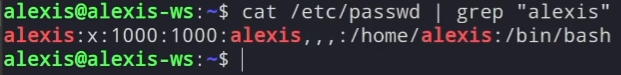 alexis@alexis-ws:~$ cat /etc/passwd | grep "alexis"
alexis:x:1000:1000:alexis,,,:/home/alexis:/bin/bash
alexis@alexis-ws:~$